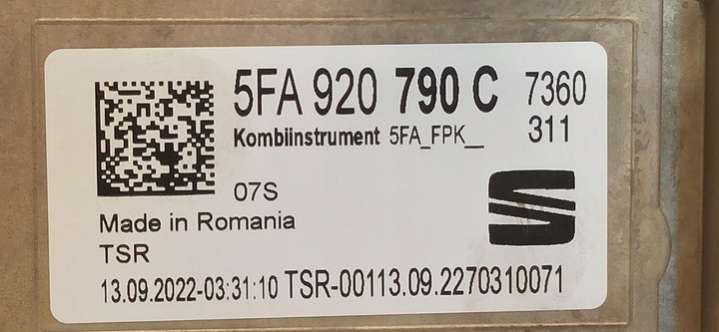 5FA 920 790 C 7360
Kombiinstrument 5FA_FPK__ 311
07S
Made in Romania
TSR
13.09.2022-03:31:10 TSR-00113.09.2270310071